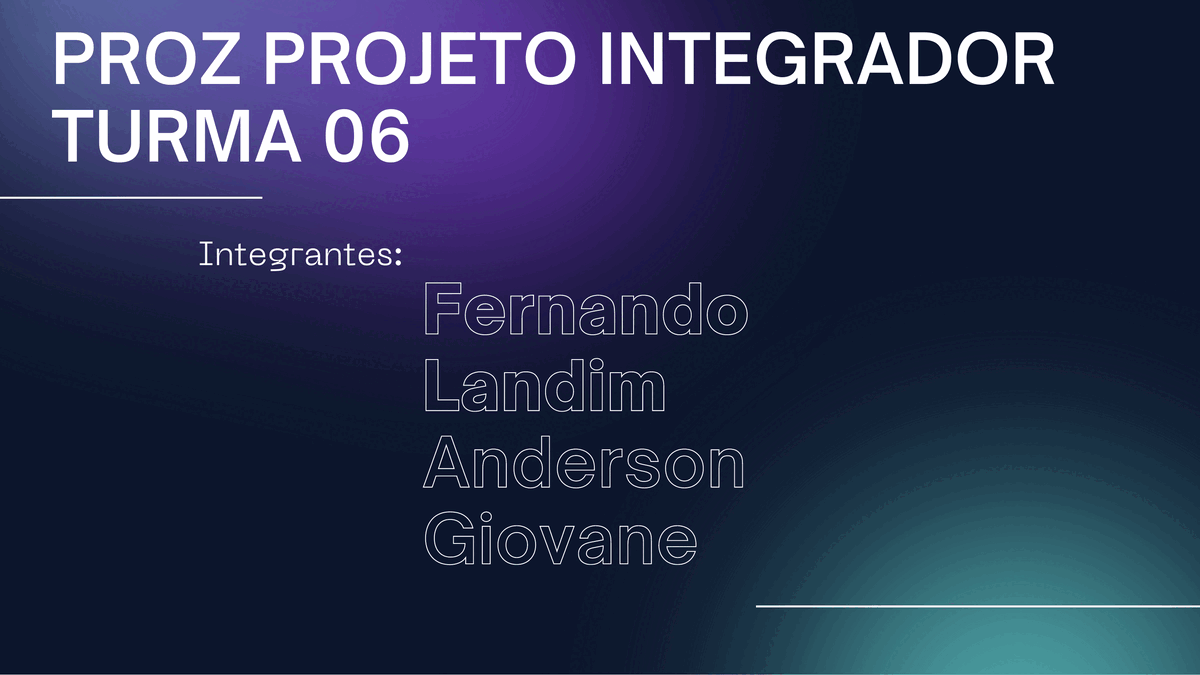 PROZ PROJETO INTEGRADOR
TURMA 06
Integrantes:
Fernando
Landim
Anderson
Giovane